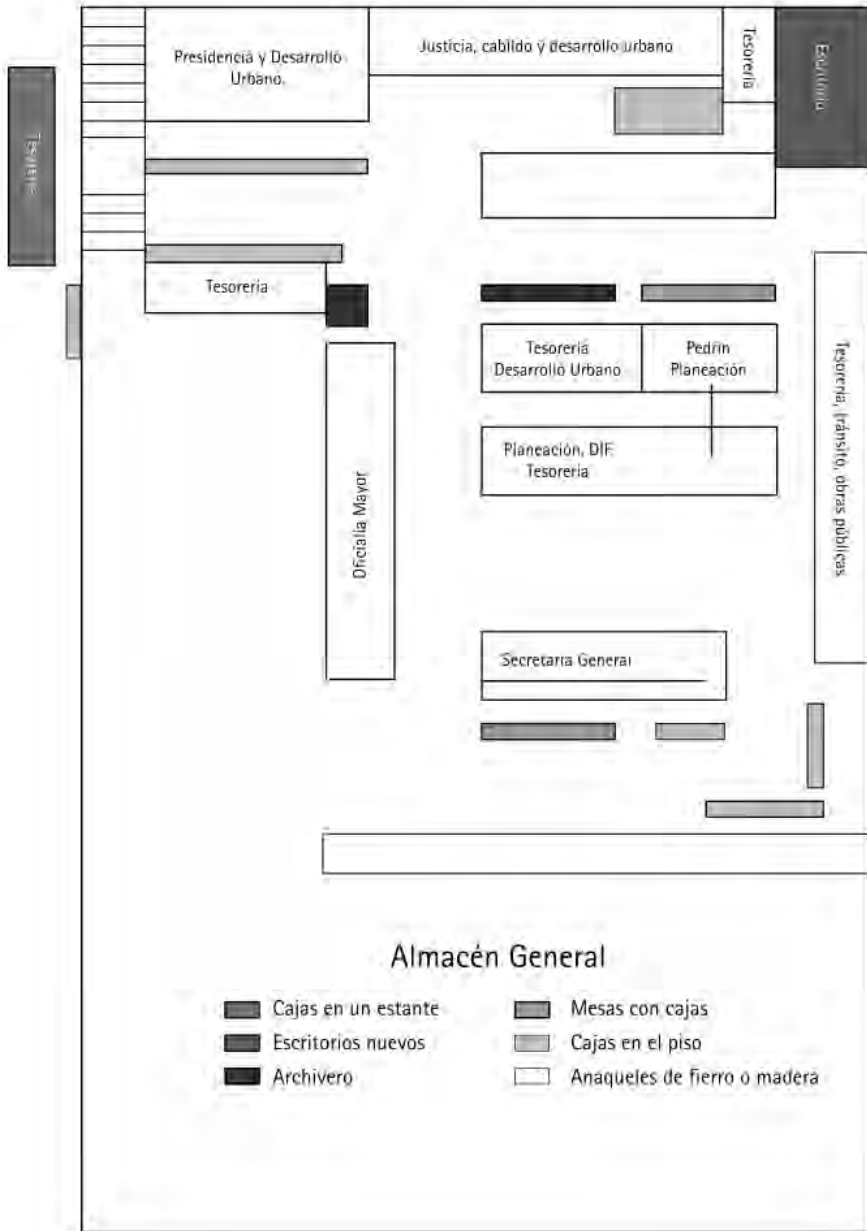 Presidencia y Desarrollo
Urbano.
Justicia, cabildo y desarrollo urbano
Tesorería
Escritorio
Tesorería
Tesorería
Tesorería
Desarrollo Urbano
Pedrín
Planeación
Planeación, DIF.
Tesorería
Oficialía Mayor
Tesorería, tránsito, obras públicas
Secretaria General
Almacén General
Cajas en un estante
Escritorios nuevos
Archivero
Mesas con cajas
Cajas en el piso
Anaqueles de fierro o madera